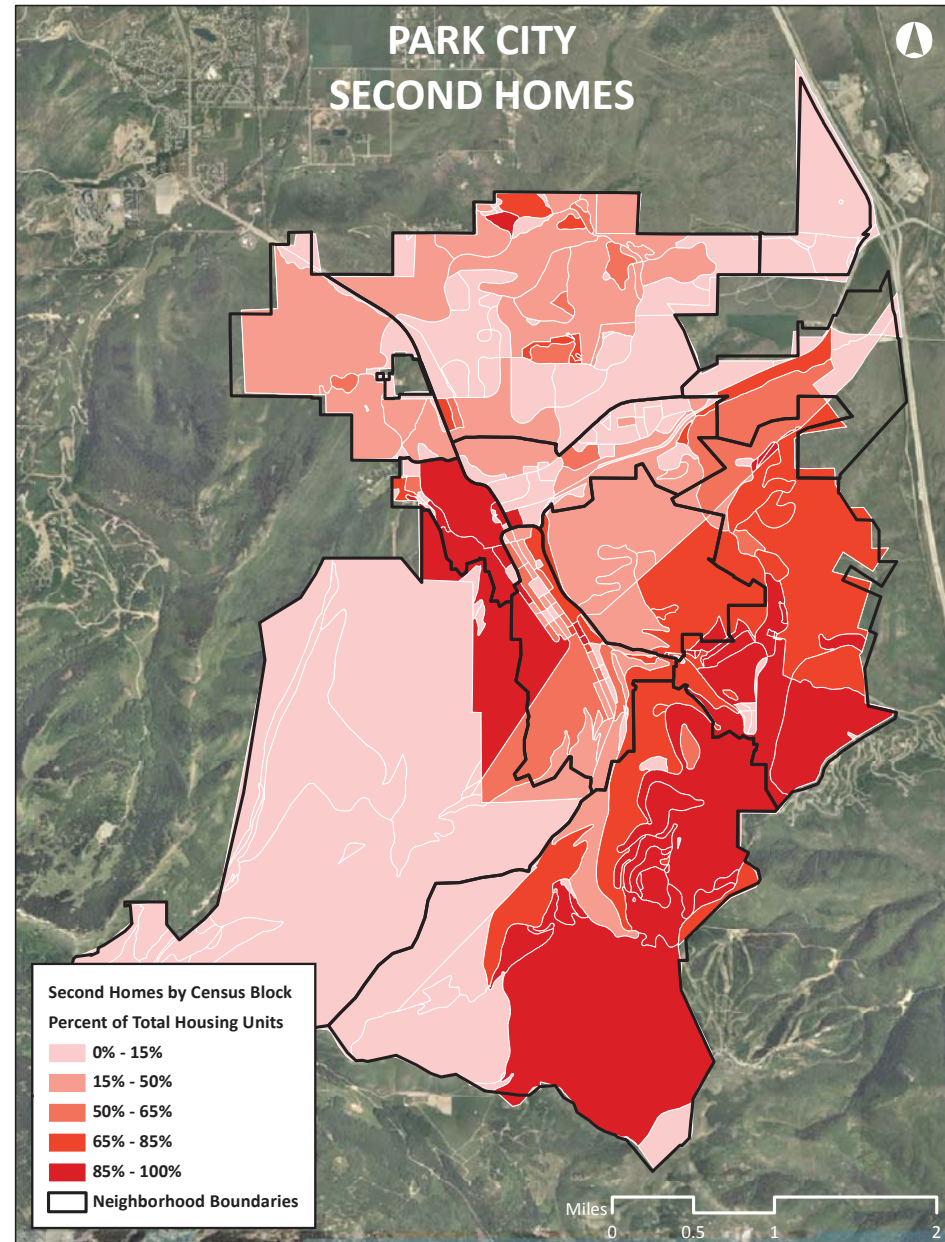 PARK CITY
SECOND HOMES
Second Homes by Census Block
Percent of Total Housing Units
0% - 15%
15% - 50%
50% - 65%
65% - 85%
85% - 100%
Neighborhood Boundaries
Miles
0 0.5 1 2